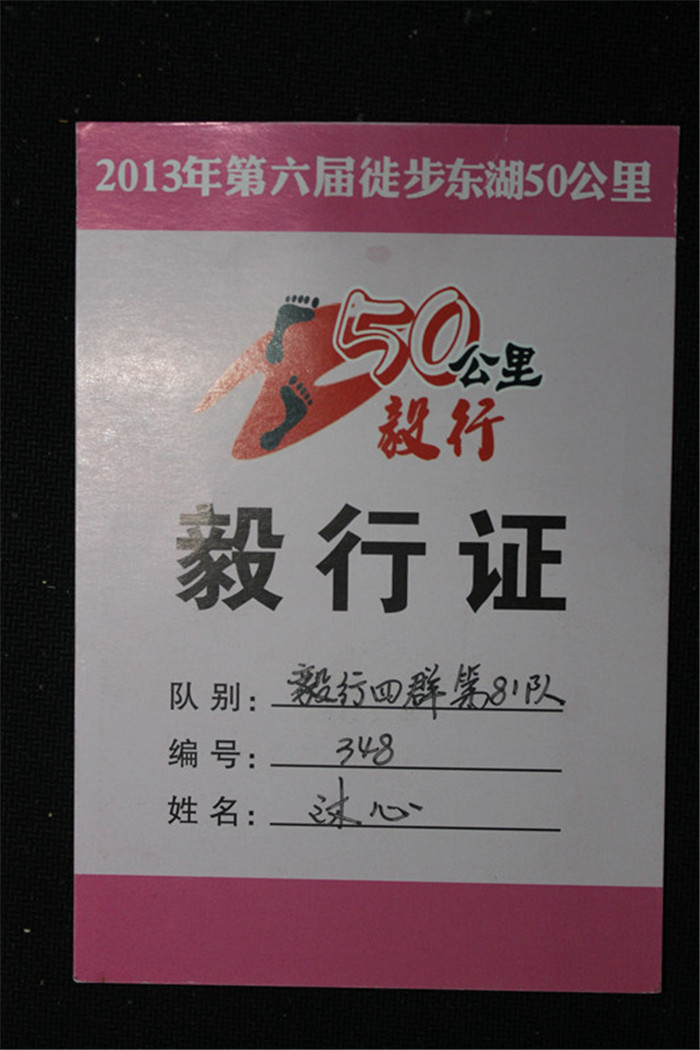 2013年第六届徙步东湖50公里
50公里
毅行
毅行证
队别：毅行四群第81队
编号：348
姓名：沐心